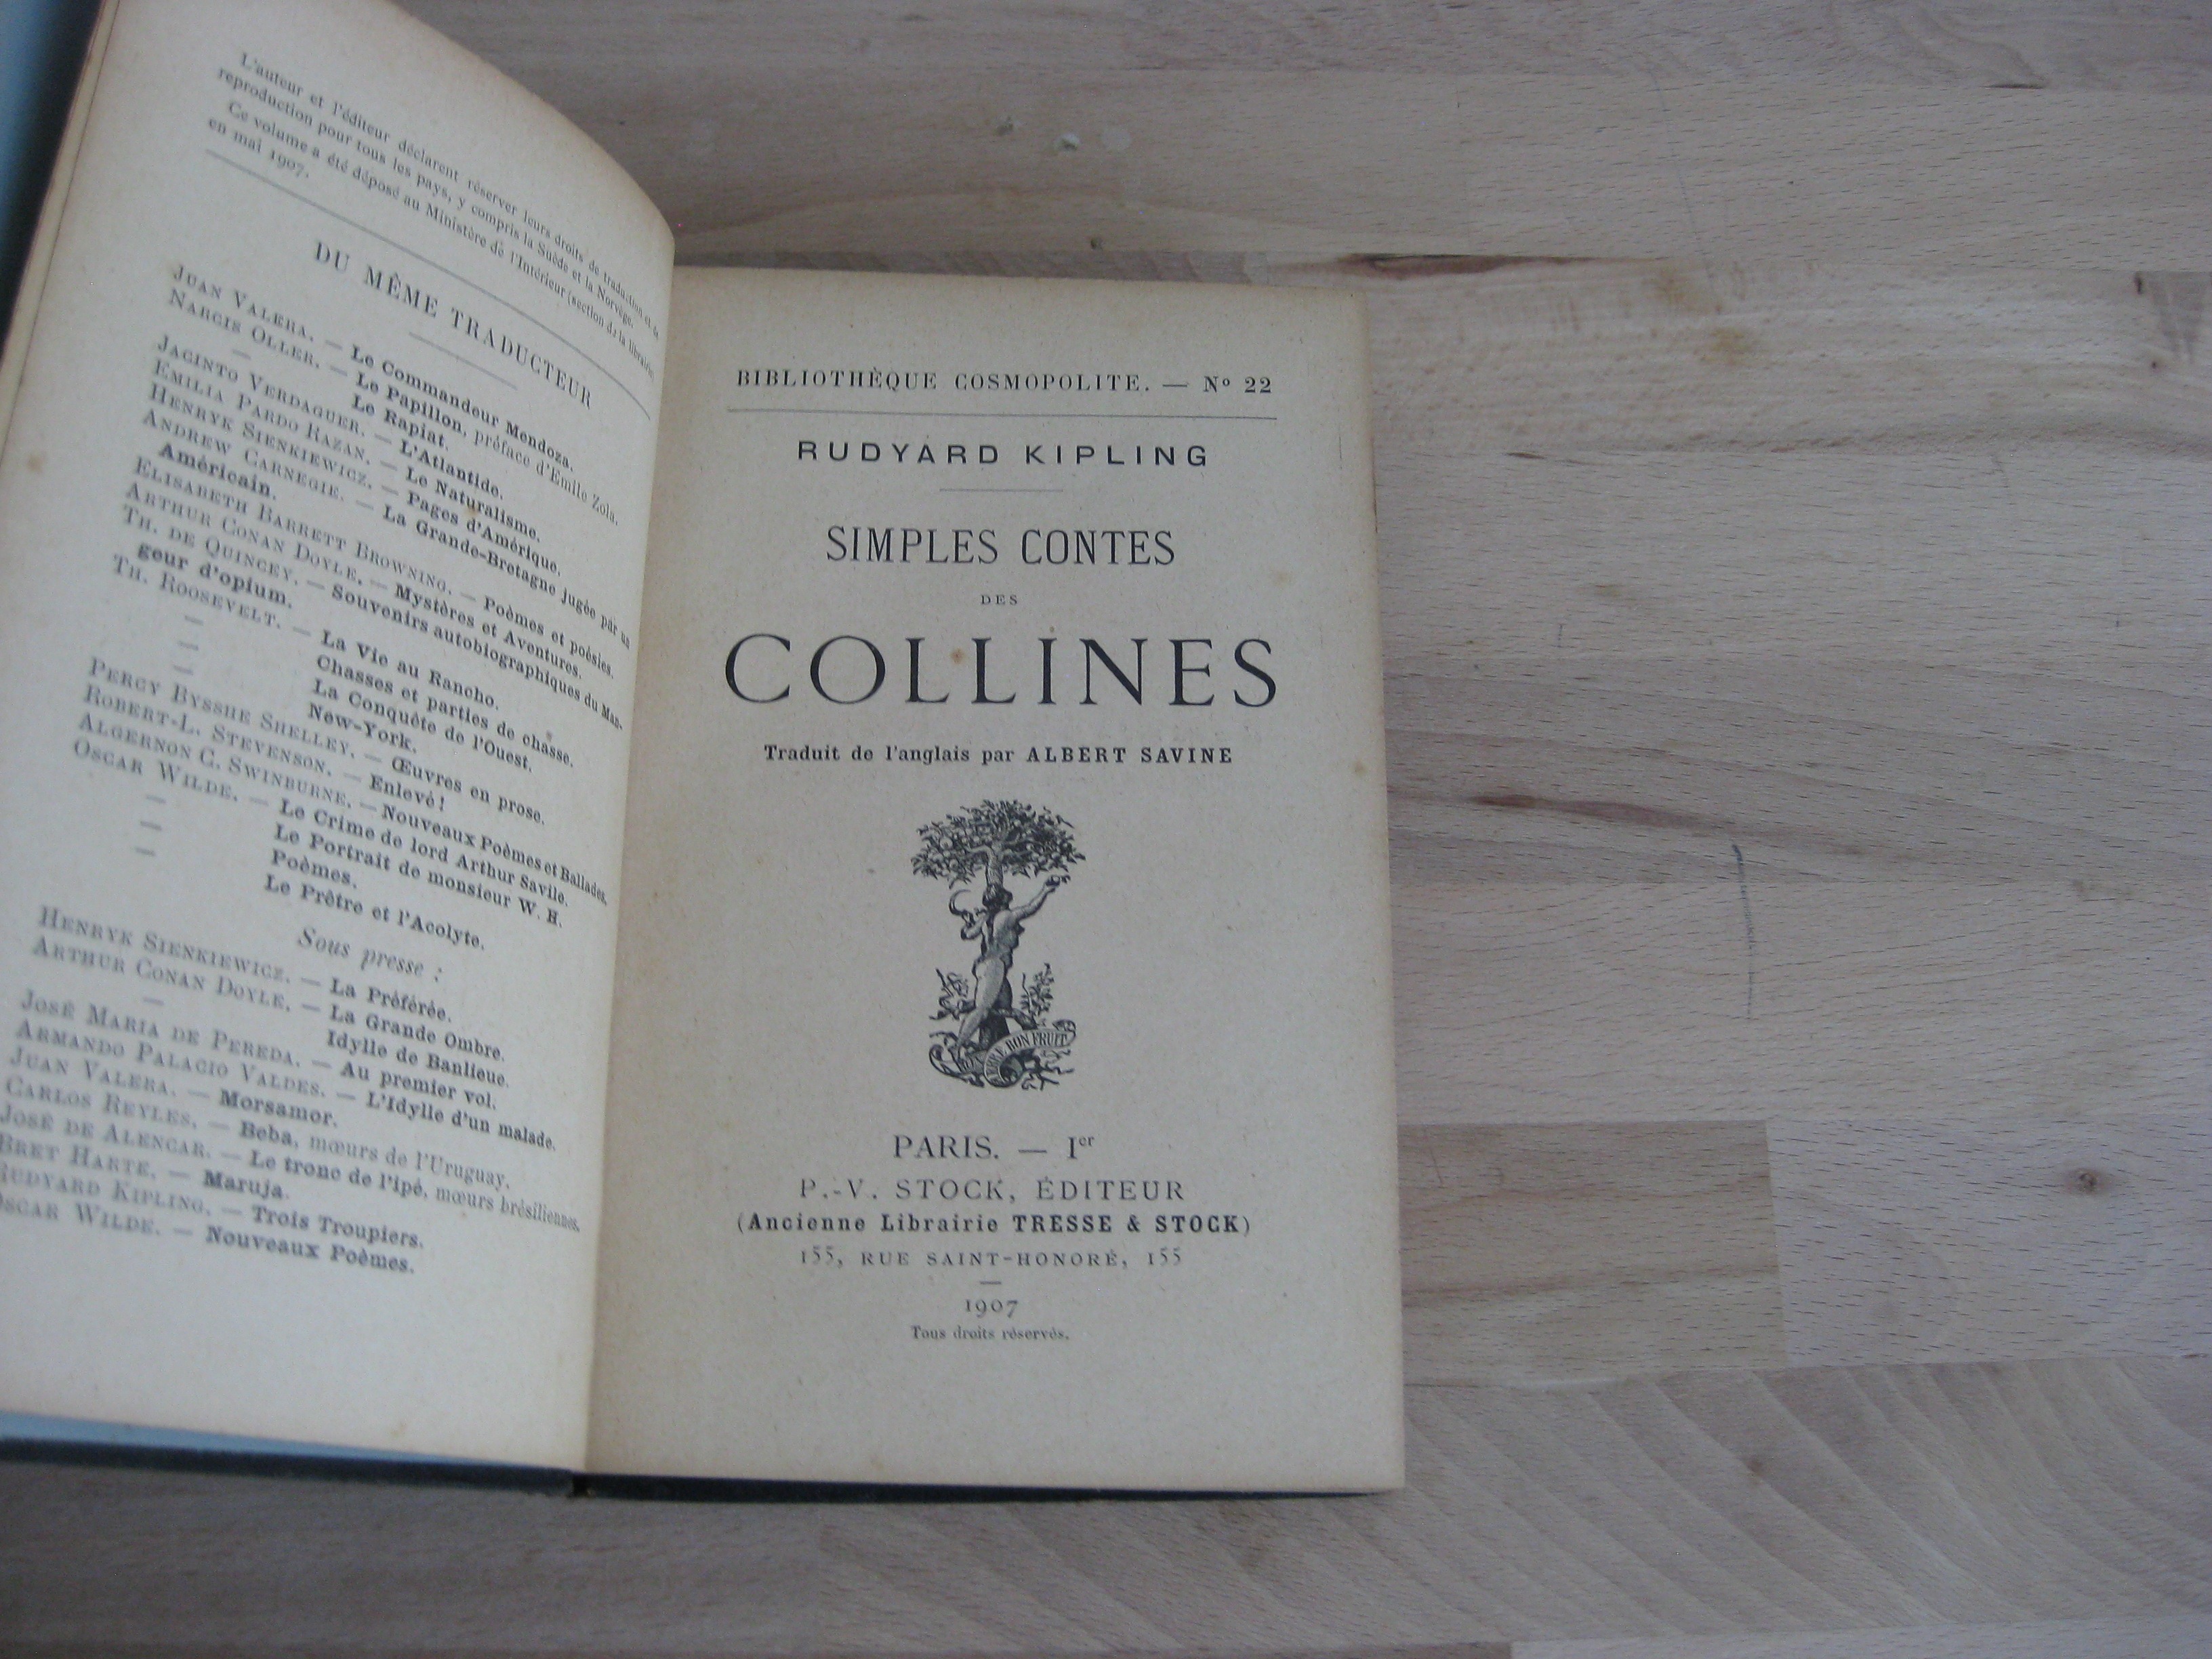 L'auteur et l'éditeur déclarent réserver leurs droits de traduction et de
reproduction pour tous les pays, y compris la Suède et la Norvège.
Ce volume a été déposé au Ministère de l'Intérieur (section de la librairie)
en mai 1907.
DU MÊME TRADUCTEUR
JUAN VALERA. — Le Commandeur Mendoza.
NARCIS OLLER. — Le Papillon, préface d'Emile Zola.
— Le Rapiat.
JACINTO VERDAGUER. — L'Atlantide.
EMILIA PARDO BAZAN. — Le Naturalisme.
HENRYK SIENKIEWICZ. — Pages d'Amérique.
ANDREW CARNEGIE. — La Grande-Bretagne jugée par un
Américain.
ELISABETH BARRETT BROWNING. — Poèmes et poésies.
ARTHUR CONAN DOYLE. — Mystères et Aventures.
TH. DE QUINCEY. — Souvenirs autobiographiques du Man-
geur d'opium.
TH. ROOSEVELT. — La Vie au Rancho.
— Chasses et parties de chasse.
— La Conquête de l'Ouest.
— New-York.
PERCY BYSSHE SHELLEY. — Œuvres en prose.
ROBERT-L. STEVENSON. — Enlevé !
ALGERNON C. SWINBURNE. — Nouveaux Poèmes et Ballades.
OSCAR WILDE. — Le Crime de lord Arthur Savile.
— Le Portrait de monsieur W. H.
— Poèmes.
— Le Prêtre et l'Acolyte.
Sous presse :
HENRYK SIENKIEWICZ. — La Préférée.
ARTHUR CONAN DOYLE. — La Grande Ombre.
— Idylle de Banlieue.
JOSÉ MARIA DE PEREDA. — Au premier vol.
ARMANDO PALACIO VALDES. — L'Idylle d'un malade.
JUAN VALERA. — Morsamor.
CARLOS REYLES. — Beba, mœurs de l'Uruguay.
JOSÉ DE ALENCAR. — Le tronc de l'ipé, mœurs brésiliennes.
BRET HARTE. — Maruja.
RUDYARD KIPLING. — Trois Troupiers.
OSCAR WILDE. — Nouveaux Poèmes.
BIBLIOTHÈQUE COSMOPOLITE. — Nº 22
RUDYARD KIPLING
SIMPLES CONTES
DES
COLLINES
Traduit de l'anglais par ALBERT SAVINE
BON FRUIT
PARIS. — Ier
P.-V. STOCK, ÉDITEUR
(Ancienne Librairie TRESSE & STOCK)
155, RUE SAINT-HONORÉ, 155
1907
Tous droits réservés.